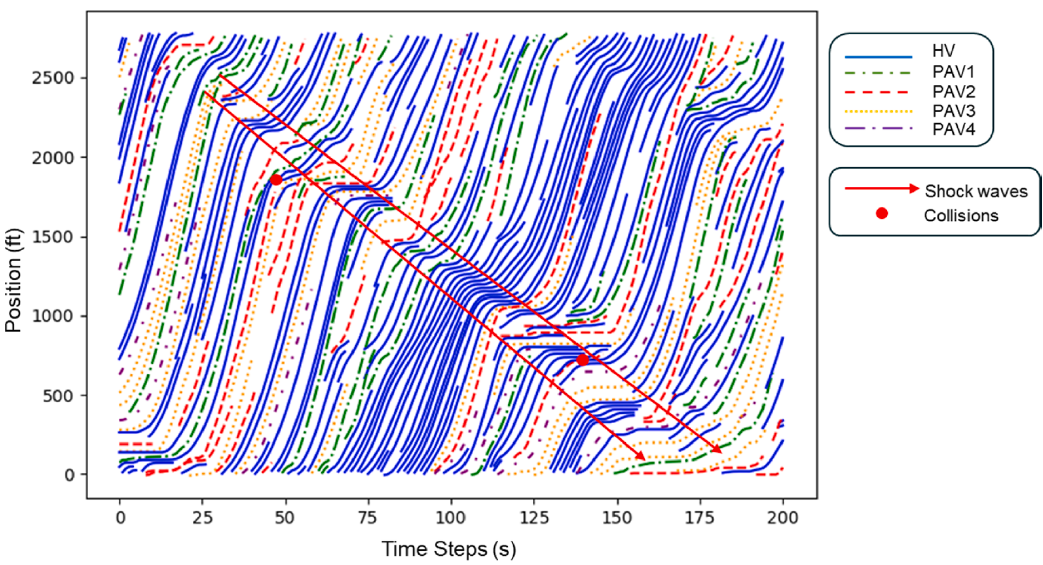 HV
PAV1
PAV2
PAV3
PAV4
Shock waves
Collisions
Position (ft)
2500
2000
1500
1000
500
0
0 25 50 75 100 125 150 175 200
Time Steps (s)